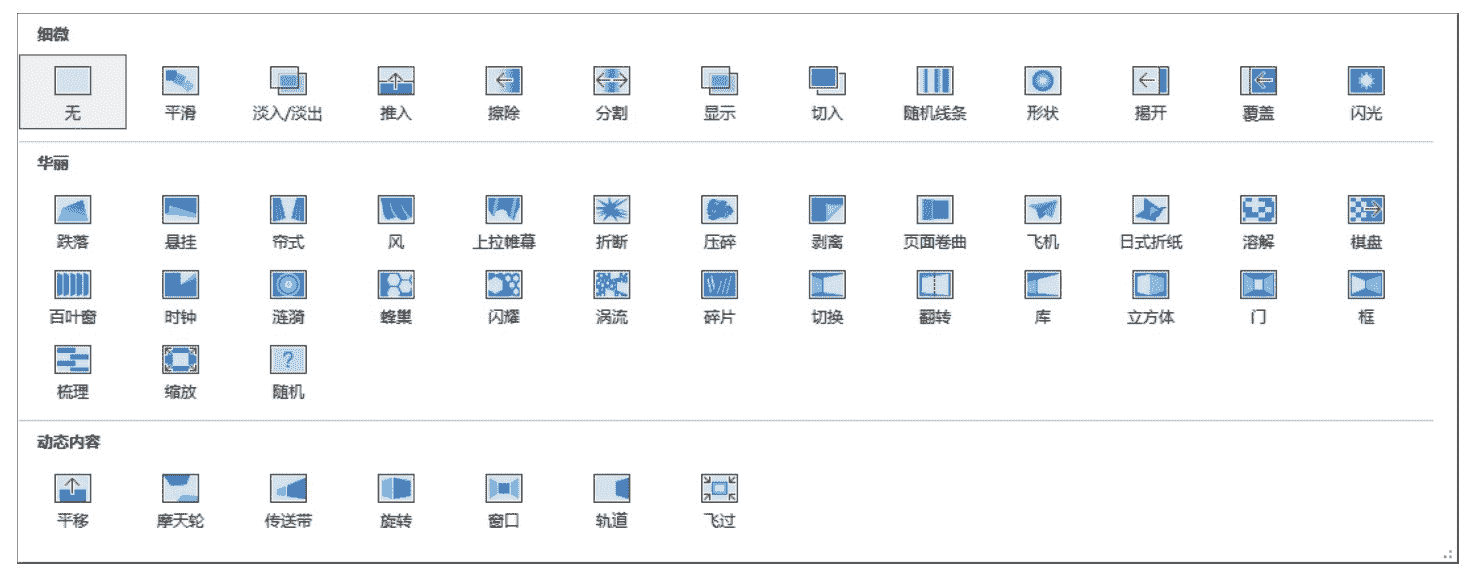 细微
无 平滑 淡入/淡出 推入 擦除 分割 显示 切入 随机线条 形状 揭开 覆盖 闪光
华丽
跌落 悬挂 帘式 风 上拉帷幕 折断 压碎 剥离 页面卷曲 飞机 日式折纸 溶解 棋盘
百叶窗 时钟 涟漪 蜂巢 闪耀 涡流 碎片 切换 翻转 库 立方体 门 框
梳理 缩放 ? 随机
动态内容
平移 摩天轮 传送带 旋转 窗口 轨道 飞过